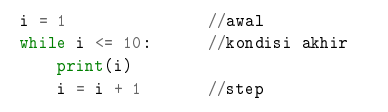 i = 1 //awal
while i <= 10: //kondisi akhir
print(i)
i = i + 1 //step